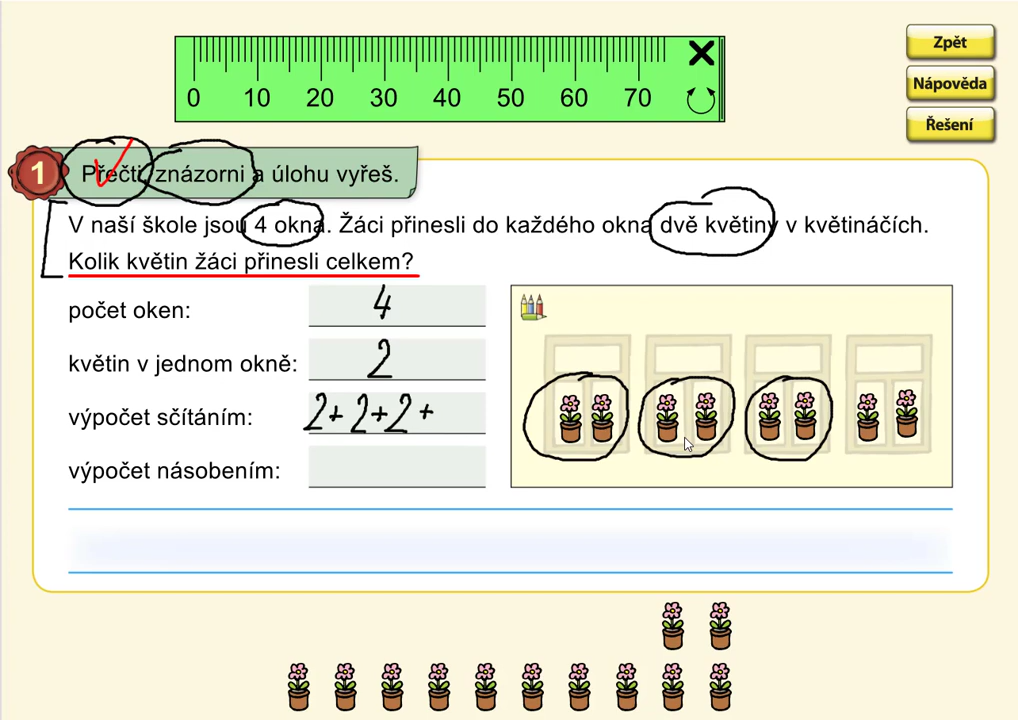 Zpět
0 10 20 30 40 50 60 70
Nápověda
Řešení
1 Přečti, znázorni a úlohu vyřeš.
V naší škole jsou 4 okna. Žáci přinesli do každého okna dvě květiny v květináčích.
Kolik květin žáci přinesli celkem?
počet oken: 4
květin v jednom okně: 2
výpočet sčítáním: 2+2+2+
výpočet násobením: